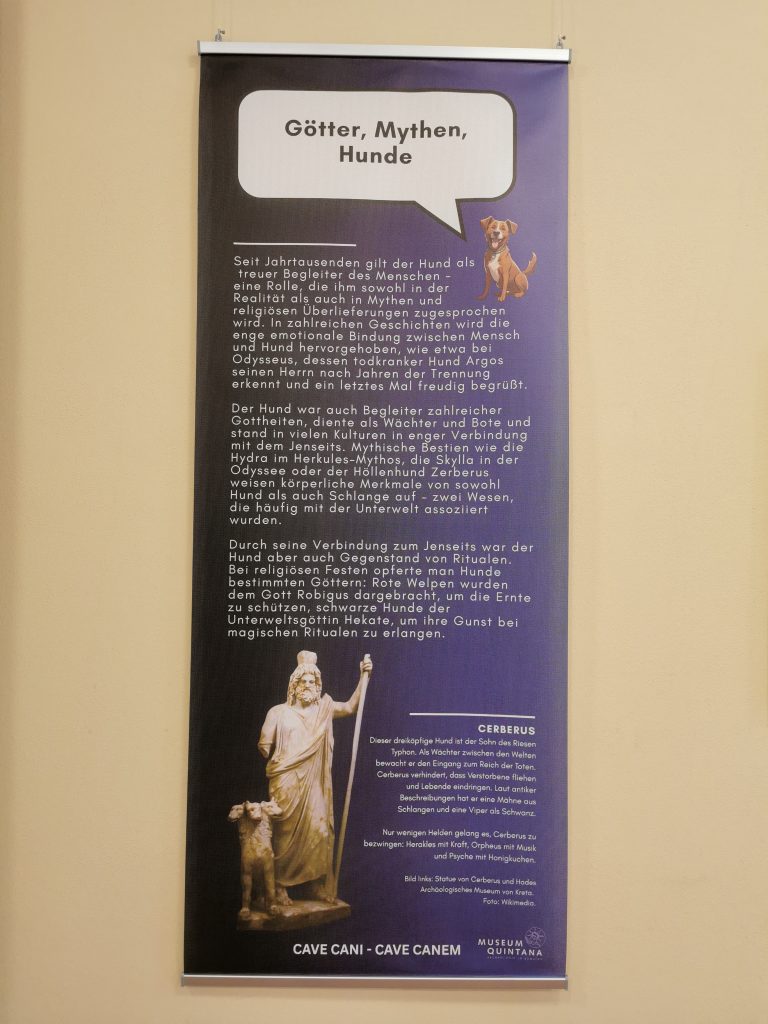 Götter, Mythen,
Hunde
Seit Jahrtausenden gilt der Hund als
treuer Begleiter des Menschen -
eine Rolle, die ihm sowohl in der
Realität als auch in Mythen und
religiösen Überlieferungen zugesprochen
wird. In zahlreichen Geschichten wird die
enge emotionale Bindung zwischen Mensch
und Hund hervorgehoben, wie etwa bei
Odysseus, dessen todkranker Hund Argos
seinen Herrn nach Jahren der Trennung
erkennt und ein letztes Mal freudig begrüßt.
Der Hund war auch Begleiter zahlreicher
Gottheiten, diente als Wächter und Bote und
stand in vielen Kulturen in enger Verbindung
mit dem Jenseits. Mythische Bestien wie die
Hydra im Herkules-Mythos, die Skylla in der
Odyssee oder der Höllenhund Zerberus
weisen körperliche Merkmale von sowohl
Hund als auch Schlange auf - zwei Wesen,
die häufig mit der Unterwelt assoziiert
wurden.
Durch seine Verbindung zum Jenseits war der
Hund aber auch Gegenstand von Ritualen.
Bei religiösen Festen opferte man Hunde
bestimmten Göttern: Rote Welpen wurden
dem Gott Robigus dargebracht, um die Ernte
zu schützen, schwarze Hunde der
Unterweltsgöttin Hekate, um ihre Gunst bei
magischen Ritualen zu erlangen.
CERBERUS
Dieser dreiköpfige Hund ist der Sohn des Riesen
Typhon. Als Wächter zwischen den Welten
bewacht er den Eingang zum Reich der Toten.
Cerberus verhindert, dass Verstorbene fliehen
und Lebende eindringen. Laut antiker
Beschreibungen hat er eine Mähne aus
Schlangen und eine Viper als Schwanz.
Nur wenigen Helden gelang es, Cerberus zu
bezwingen: Herakles mit Kraft, Orpheus mit Musik
und Psyche mit Honigkuchen.
Bild links: Statue von Cerberus und Hades
Archäologisches Museum von Kreta.
Foto: Wikimedia.
CAVE CANI - CAVE CANEM
MUSEUM
QUINTANA